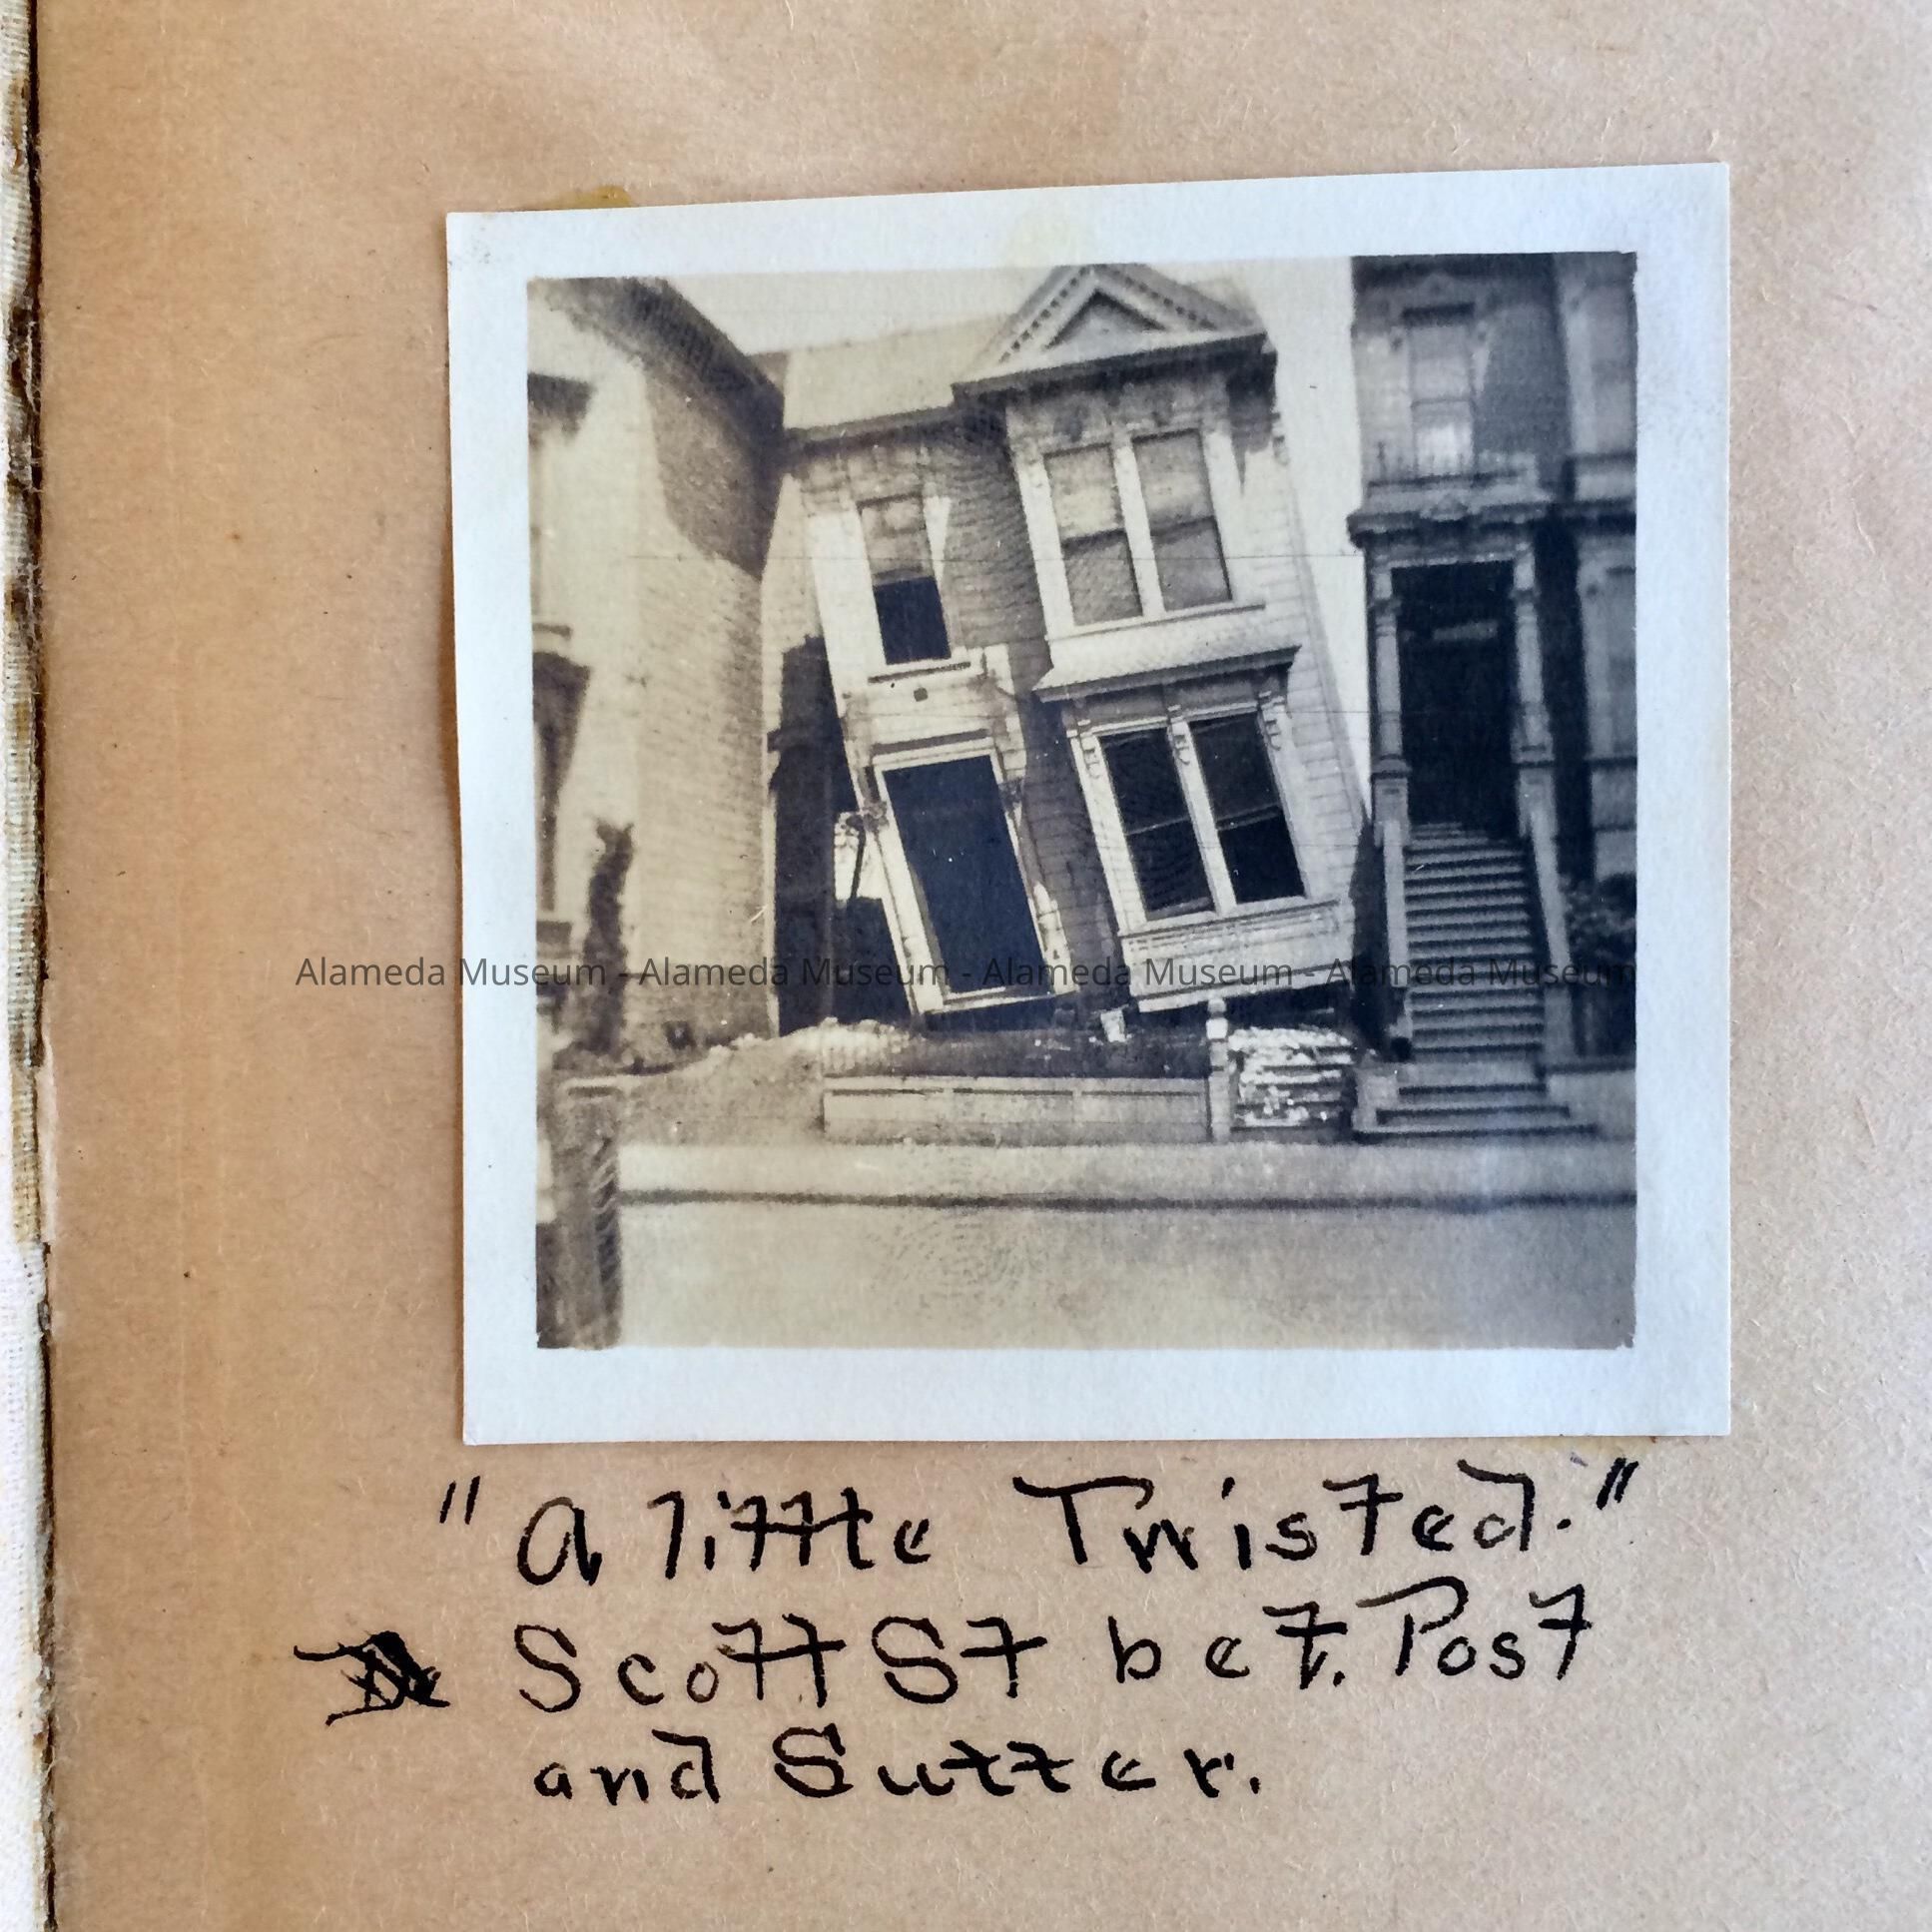 Alameda Museum - Alameda Museum - Alameda Museum - Alameda Museum
"A little Twisted."
Scott St bet. Post
and Sutter.